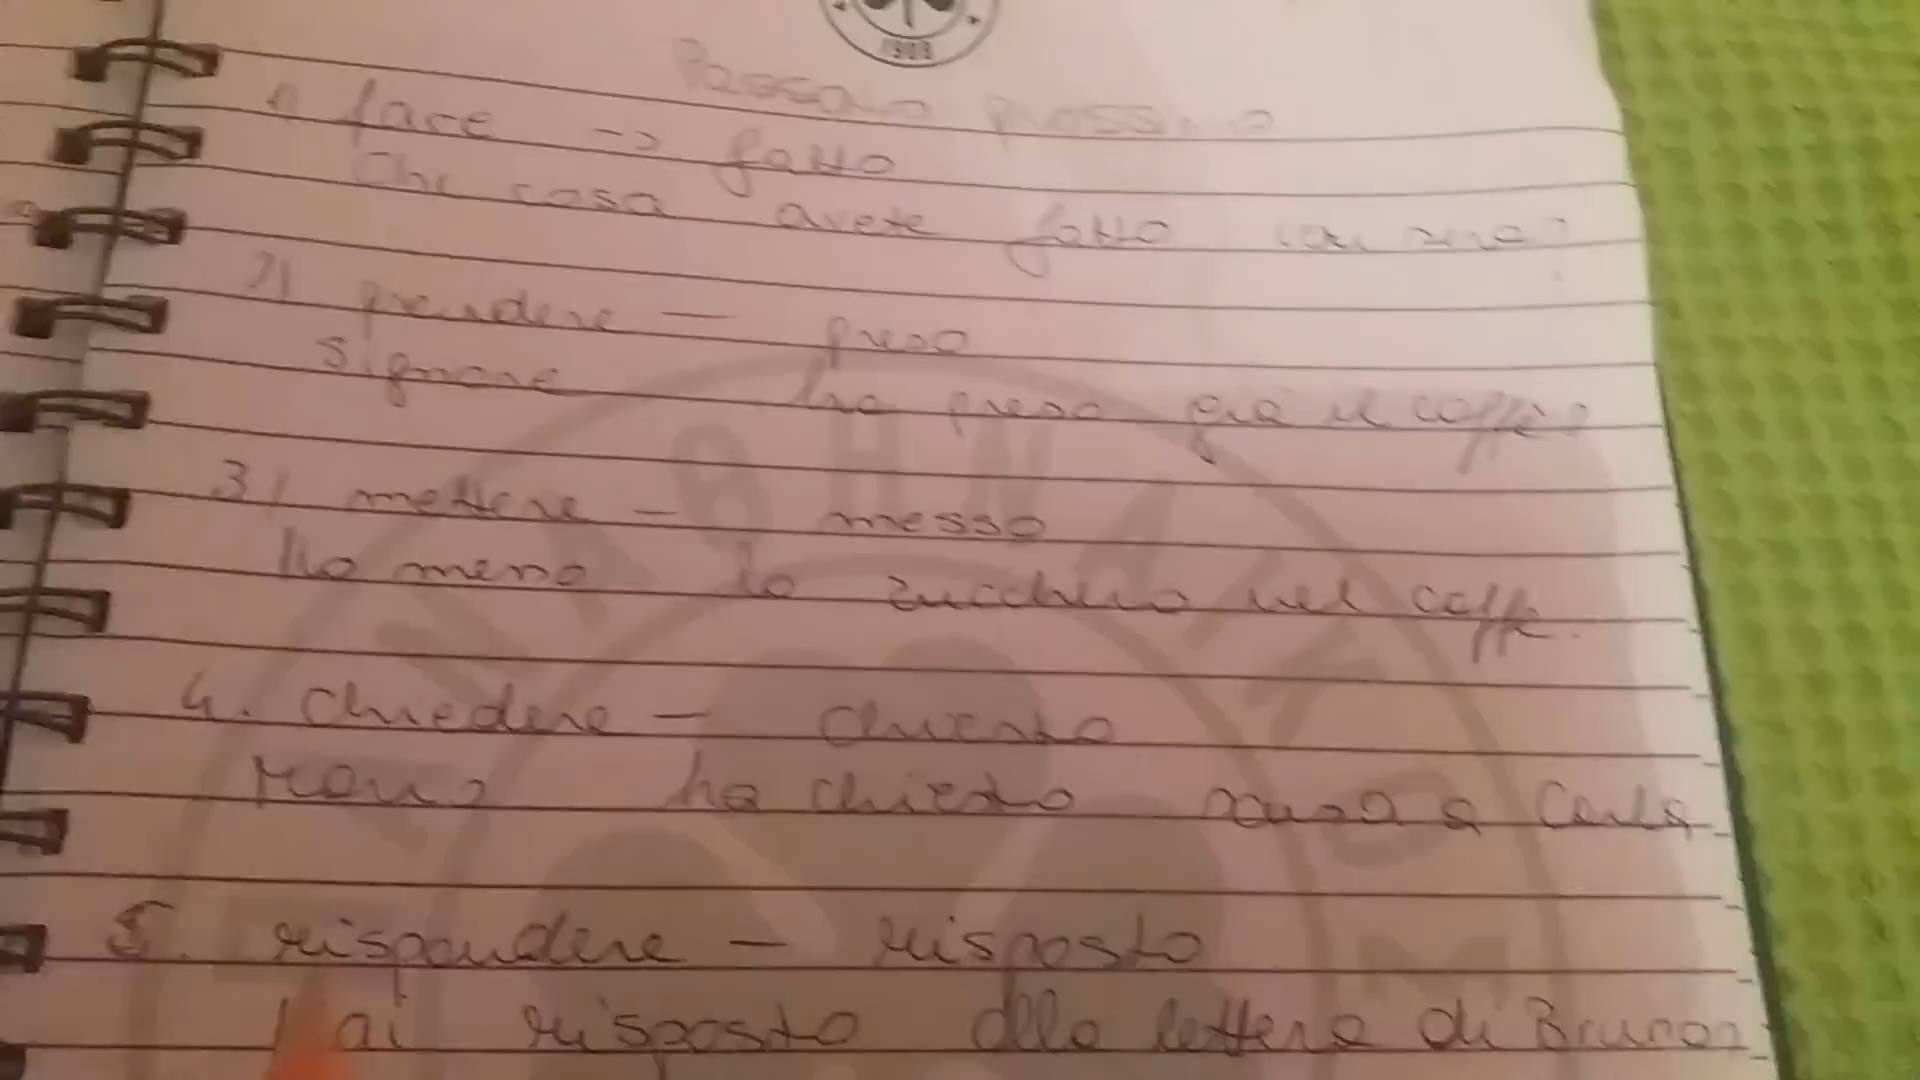 1903
Passato prossimo
1) fare -> fatto
Che cosa avete fatto
2) prendere - preso
Signore ha preso già il caffè?
3) mettere - messo
Ho messo lo zucchero nel caffè.
4. Chiedere - Chiesto
ha chiesto scusa a Carla
5. rispondere - risposto
Hai risposto alla lettera di Bruno?